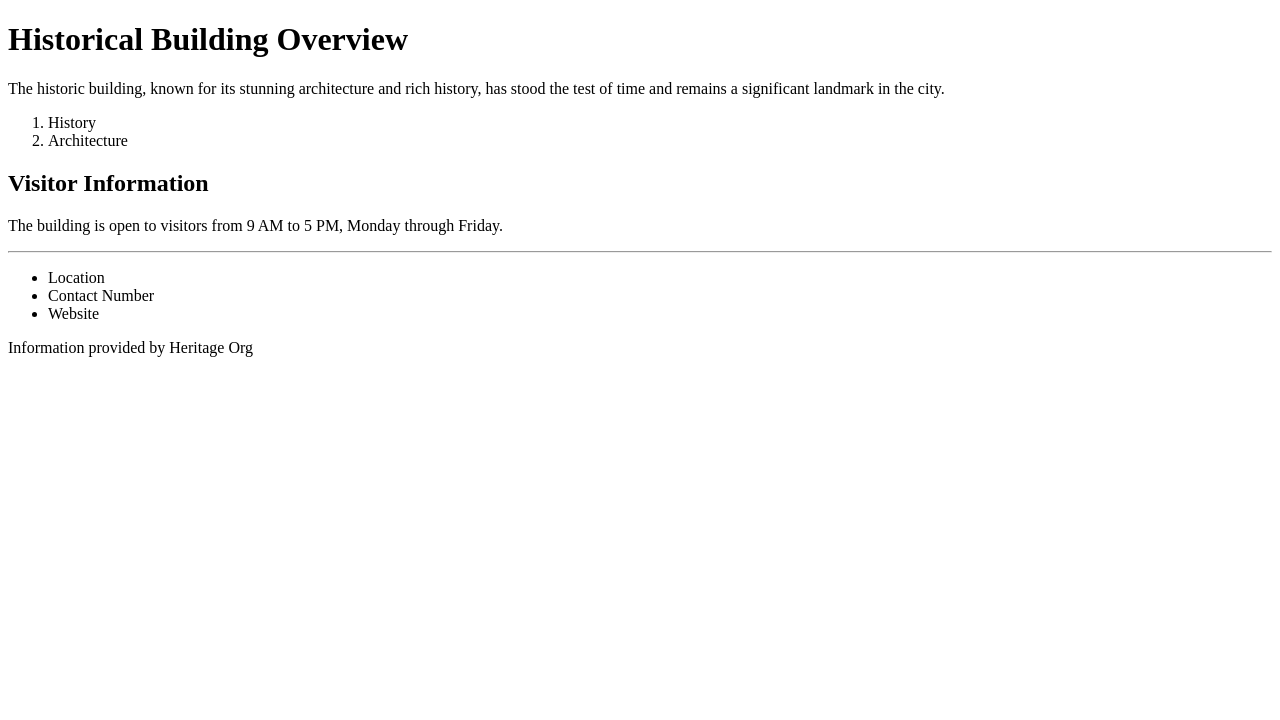 Historical Building Overview
The historic building, known for its stunning architecture and rich history, has stood the test of time and remains a significant landmark in the city.
1. History
2. Architecture
Visitor Information
The building is open to visitors from 9 AM to 5 PM, Monday through Friday.
• Location
• Contact Number
• Website
Information provided by Heritage Org